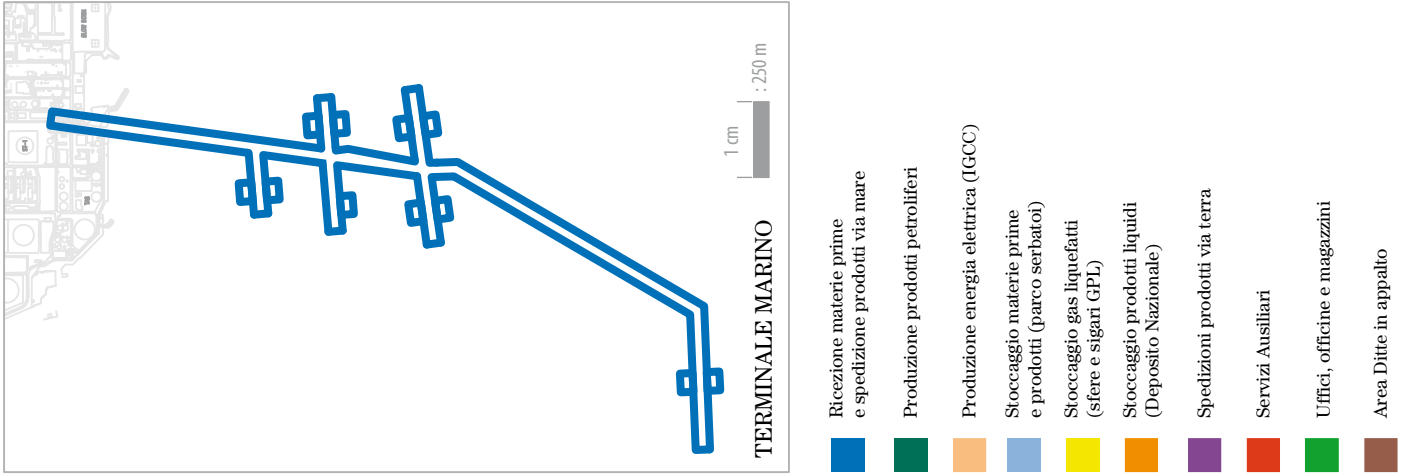 TERMINALE MARINO
1 cm
: 250 m
Ricezione materie prime
e spedizione prodotti via mare
Produzione prodotti petroliferi
Produzione energia elettrica (IGCC)
Stoccaggio materie prime
e prodotti (parco serbatoi)
Stoccaggio gas liquefatti
(sfere e sigari GPL)
Stoccaggio prodotti liquidi
(Deposito Nazionale)
Spedizioni prodotti via terra
Servizi Ausiliari
Uffici, officine e magazzini
Area Ditte in appalto